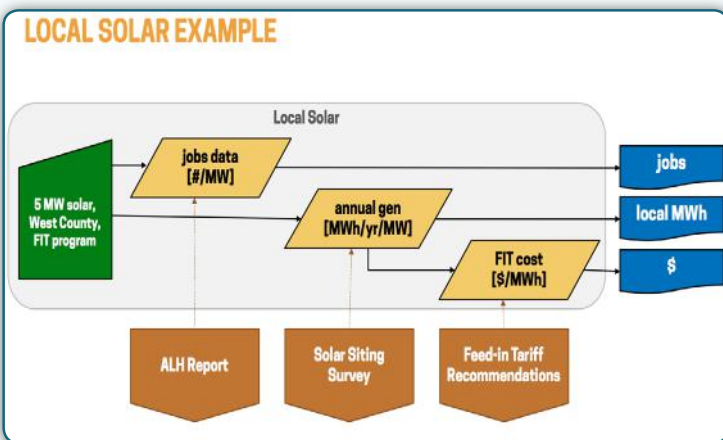 LOCAL SOLAR EXAMPLE
Local Solar
jobs data
[#/MW]
jobs
5 MW solar,
West County,
FIT program
annual gen
[MWh/yr/MW]
local MWh
FIT cost
[$/MWh]
$
ALH Report
Solar Siting
Survey
Feed-in Tariff
Recommendations